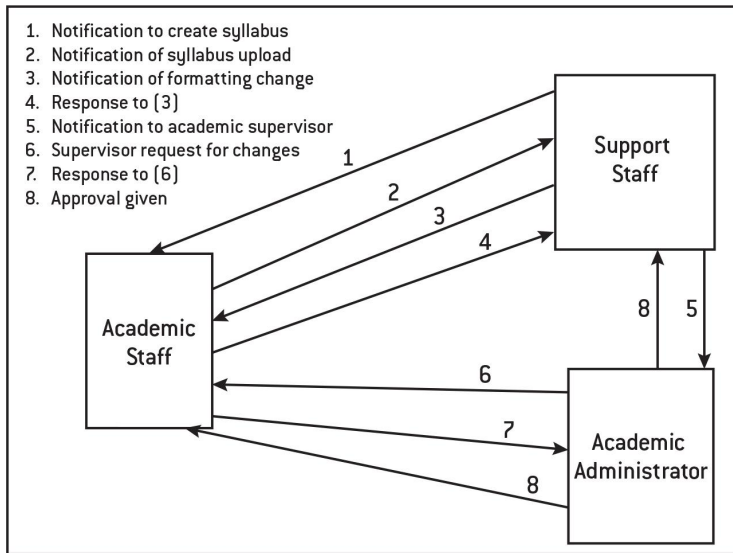 1. Notification to create syllabus
2. Notification of syllabus upload
3. Notification of formatting change
4. Response to (3)
5. Notification to academic supervisor
6. Supervisor request for changes
7. Response to (6)
8. Approval given
1
2
3
4
Support
Staff
Academic
Staff
8
5
6
7
8
Academic
Administrator